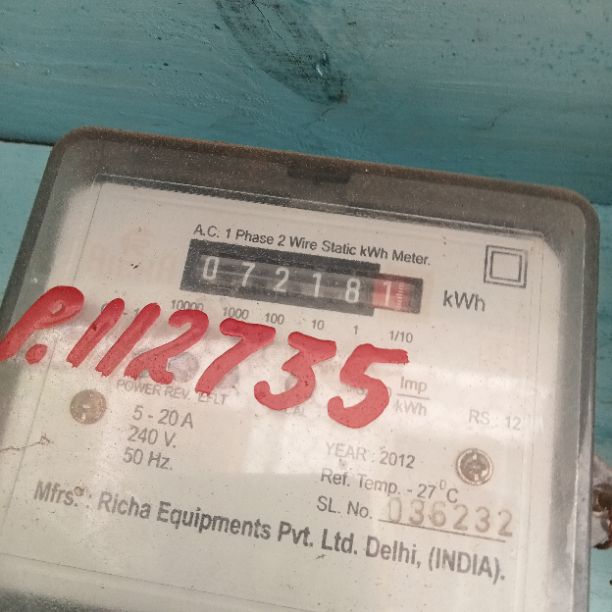 A.C. 1 Phase 2 Wire Static kWh Meter.
0 7 2 1 8 1 kWh
10000 1000 100 10 1 1/10
P.112735
Imp
kWh
POWER REV. E/LT
RS : 12
5 - 20 A
240 V.
50 Hz.
YEAR : 2012
Ref. Temp. - 27°C
SL. No. 036232
Mfrs. : Richa Equipments Pvt. Ltd. Delhi, (INDIA).